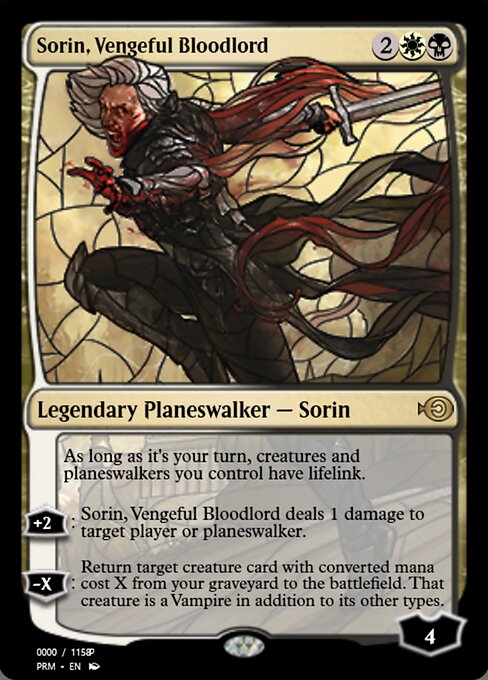 Sorin, Vengeful Bloodlord 2
Legendary Planeswalker — Sorin
As long as it's your turn, creatures and
planeswalkers you control have lifelink.
+2 : Sorin, Vengeful Bloodlord deals 1 damage to
target player or planeswalker.
−X : Return target creature card with converted mana
cost X from your graveyard to the battlefield. That
creature is a Vampire in addition to its other types.
4
0000 / 1158P
PRM • EN